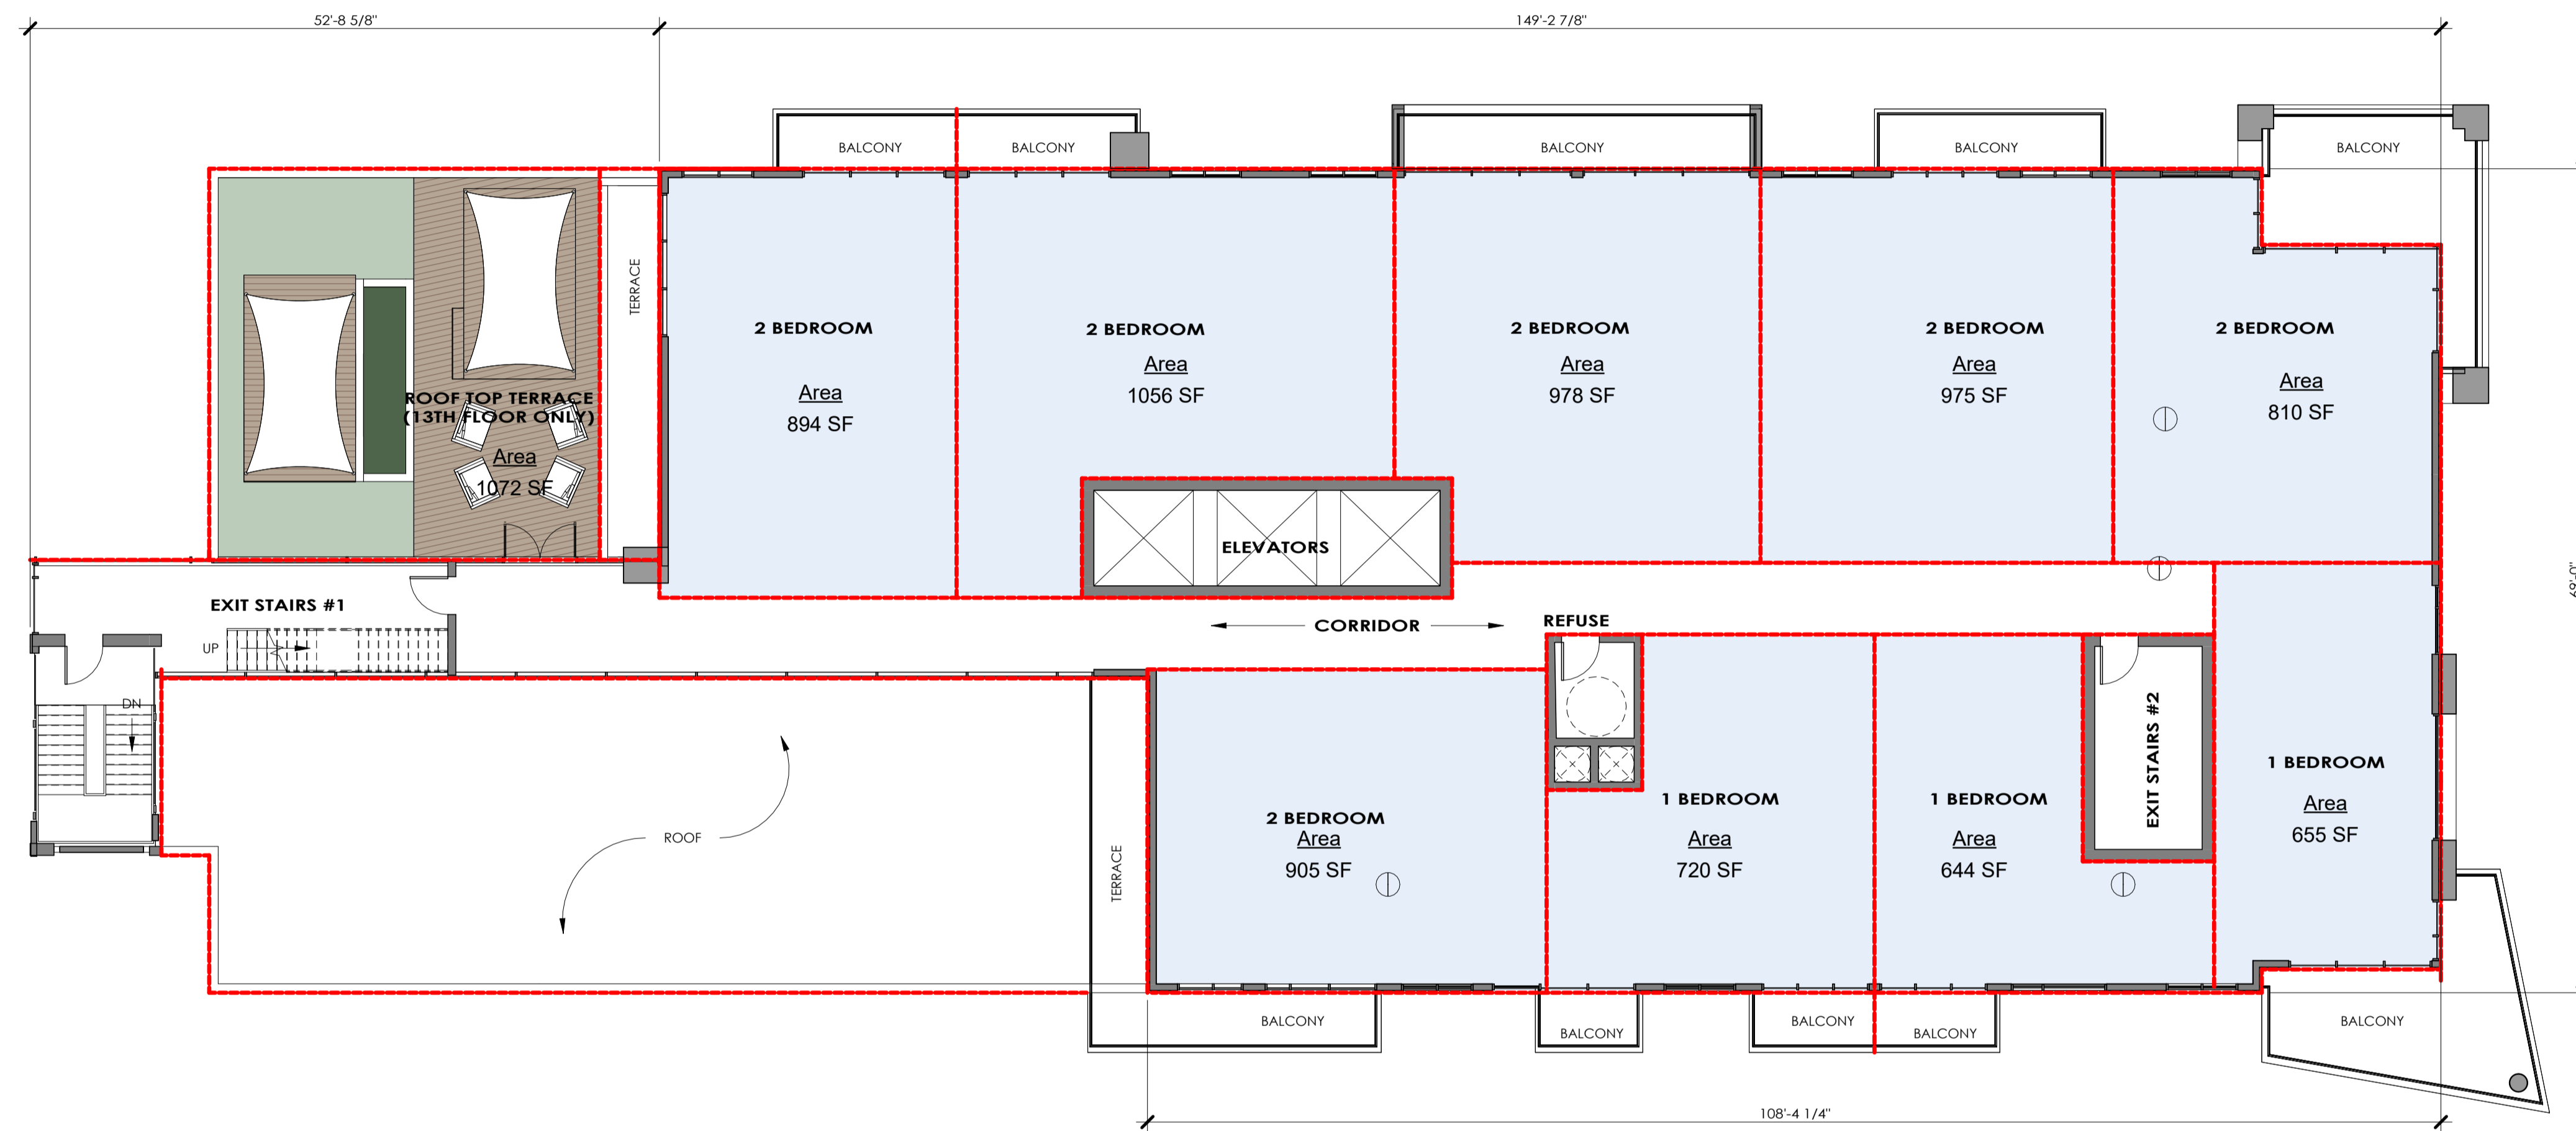 52'-8 5/8"
149'-2 7/8"
BALCONY
BALCONY
BALCONY
BALCONY
BALCONY
TERRACE
2 BEDROOM
Area
894 SF
2 BEDROOM
Area
1056 SF
2 BEDROOM
Area
978 SF
2 BEDROOM
Area
975 SF
2 BEDROOM
Area
810 SF
ROOF TOP TERRACE
(13TH FLOOR ONLY)
Area
1072 SF
ELEVATORS
69'-0"
EXIT STAIRS #1
UP
CORRIDOR
REFUSE
DN
ROOF
TERRACE
2 BEDROOM
Area
905 SF
1 BEDROOM
Area
720 SF
1 BEDROOM
Area
644 SF
EXIT STAIRS #2
1 BEDROOM
Area
655 SF
BALCONY
BALCONY
BALCONY
BALCONY
BALCONY
108'-4 1/4"